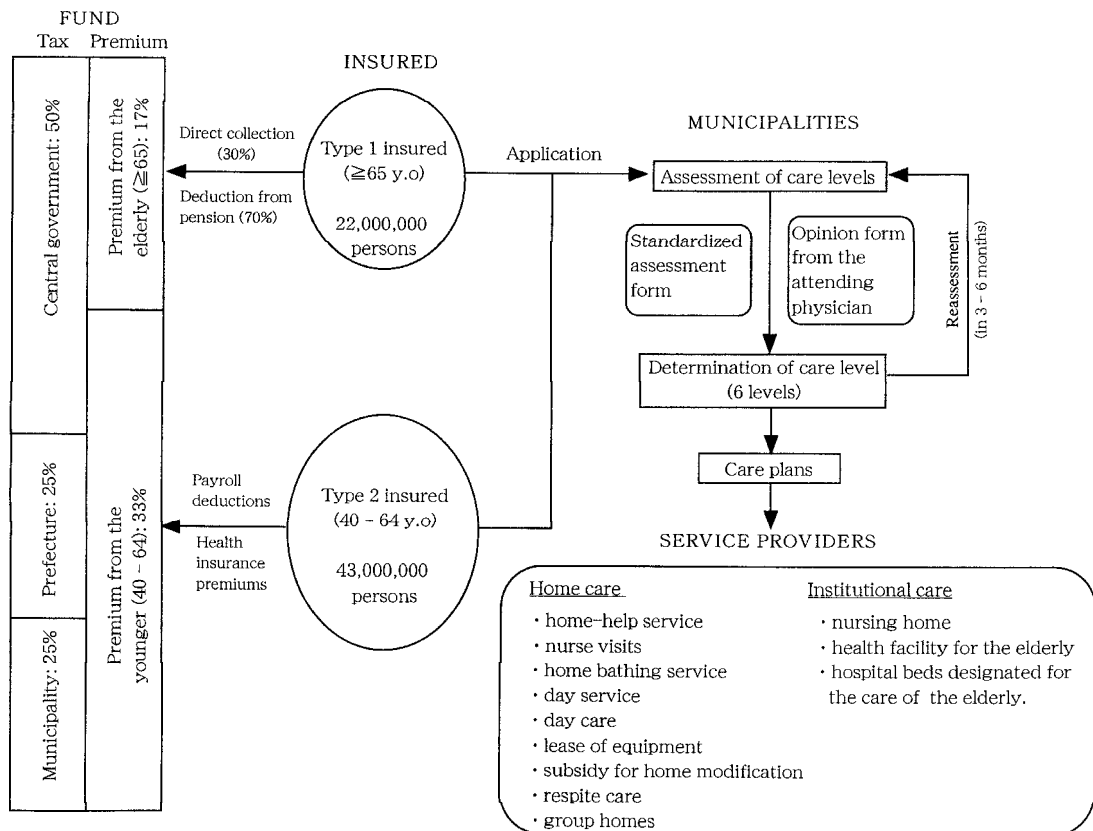 FUND
Tax Premium
Central government: 50%
Prefecture: 25%
Municipality: 25%
Premium from the
elderly (≧65): 17%
Premium from the
younger (40 - 64): 33%
Direct collection
(30%)
Deduction from
pension (70%)
Payroll
deductions
Health
insurance
premiums
INSURED
Type 1 insured
(≧65 y.o)
22,000,000
persons
Type 2 insured
(40 - 64 y.o)
43,000,000
persons
Application
MUNICIPALITIES
Assessment of care levels
Standardized
assessment
form
Opinion form
from the
attending
physician
Reassessment
(in 3 - 6 months)
Determination of care level
(6 levels)
Care plans
SERVICE PROVIDERS
Home care
・home-help service
・nurse visits
・home bathing service
・day service
・day care
・lease of equipment
・subsidy for home modification
・respite care
・group homes
Institutional care
・nursing home
・health facility for the elderly
・hospital beds designated for
the care of the elderly.